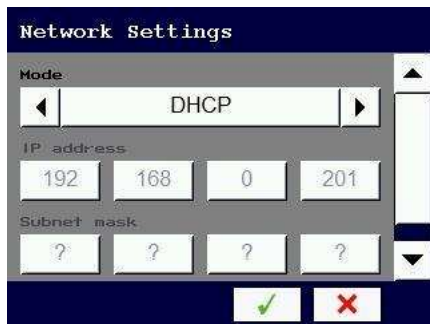 Network Settings
Mode
DHCP
IP address
192 168 0 201
Subnet mask
? ? ? ?